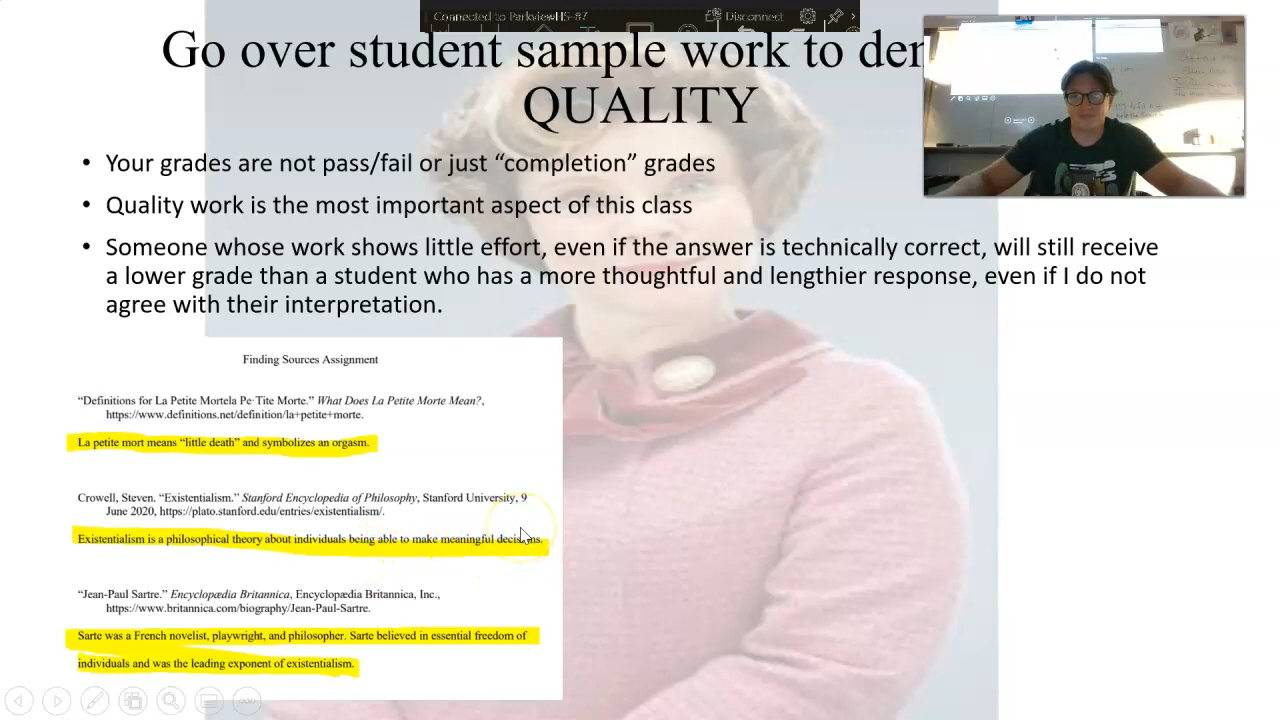 Connected to ParkviewHS-87
Disconnect
Go over student sample work to den
QUALITY
• Your grades are not pass/fail or just “completion” grades
• Quality work is the most important aspect of this class
• Someone whose work shows little effort, even if the answer is technically correct, will still receive
a lower grade than a student who has a more thoughtful and lengthier response, even if I do not
agree with their interpretation.
Finding Sources Assignment
“Definitions for La Petite Mortela Pe·Tite Morte.” What Does La Petite Morte Mean?,
https://www.definitions.net/definition/la+petite+morte.
La petite mort means “little death” and symbolizes an orgasm.
Crowell, Steven. “Existentialism.” Stanford Encyclopedia of Philosophy, Stanford University, 9
June 2020, https://plato.stanford.edu/entries/existentialism/.
Existentialism is a philosophical theory about individuals being able to make meaningful decisions.
“Jean-Paul Sartre.” Encyclopædia Britannica, Encyclopædia Britannica, Inc.,
https://www.britannica.com/biography/Jean-Paul-Sartre.
Sarte was a French novelist, playwright, and philosopher. Sarte believed in essential freedom of
individuals and was the leading exponent of existentialism.